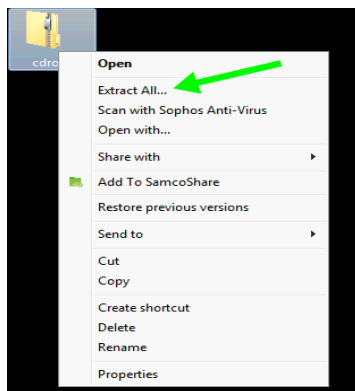 cdro
Open
Extract All...
Scan with Sophos Anti-Virus
Open with...
Share with
Add To SamcoShare
Restore previous versions
Send to
Cut
Copy
Create shortcut
Delete
Rename
Properties